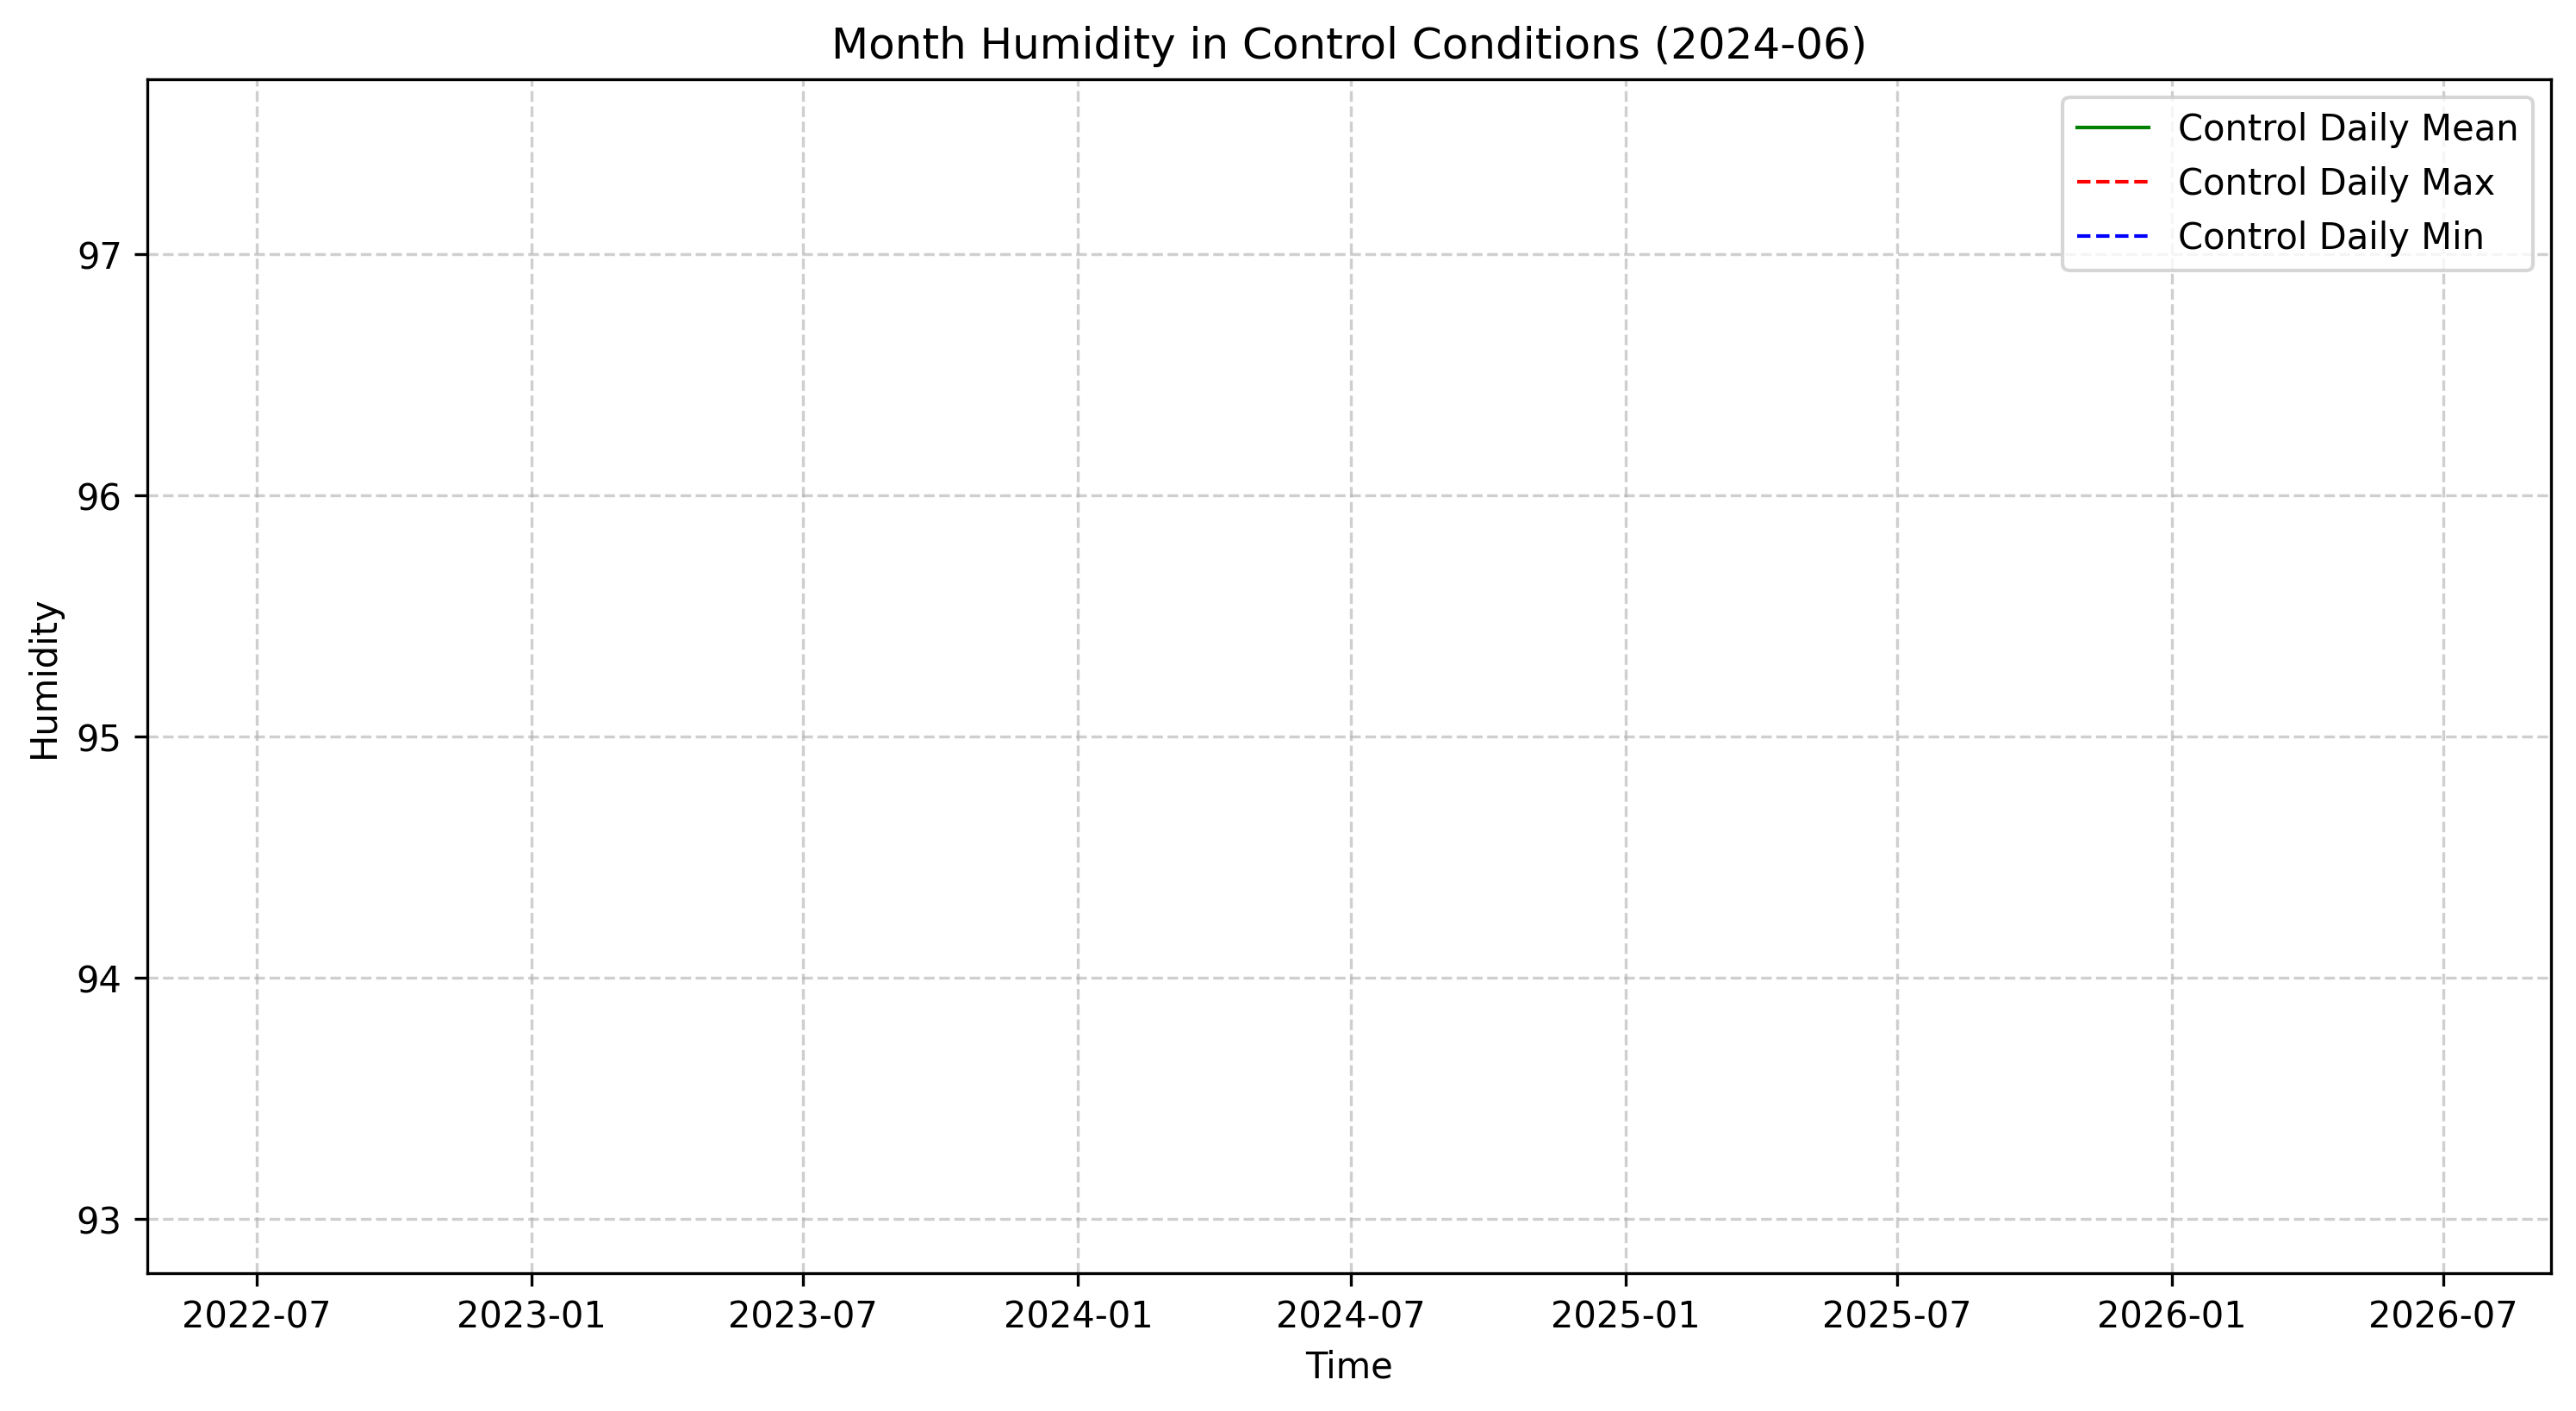 Month Humidity in Control Conditions (2024-06)
Control Daily Mean
Control Daily Max
Control Daily Min
97
96
95
94
93
Humidity
2022-07 2023-01 2023-07 2024-01 2024-07 2025-01 2025-07 2026-01 2026-07
Time